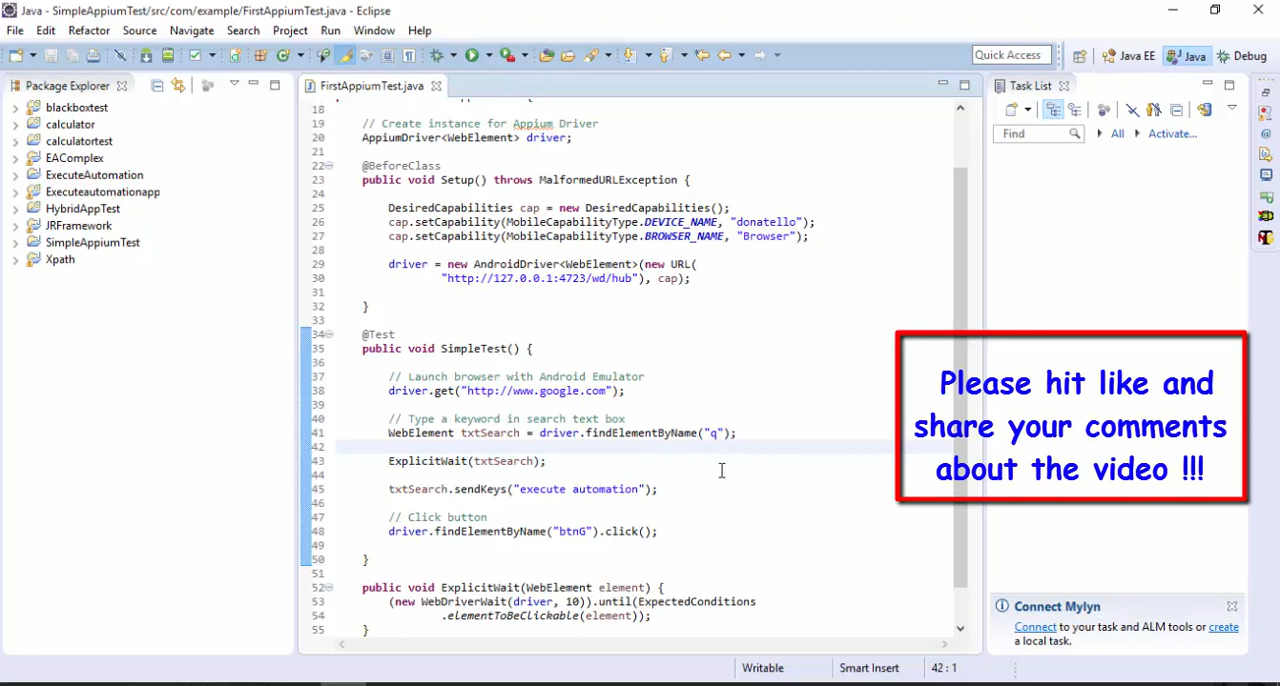 Java - SimpleAppiumTest/src/com/example/FirstAppiumTest.java - Eclipse
File Edit Refactor Source Navigate Search Project Run Window Help
Quick Access Java EE Java Debug
Package Explorer
blackboxtest
calculator
calculatortest
EAComplex
ExecuteAutomation
Executeautomationapp
HybridAppTest
JRFramework
SimpleAppiumTest
Xpath
FirstAppiumTest.java
18
19 // Create instance for Appium Driver
20 AppiumDriver<WebElement> driver;
21
22 @BeforeClass
23 public void Setup() throws MalformedURLException {
24
25 DesiredCapabilities cap = new DesiredCapabilities();
26 cap.setCapability(MobileCapabilityType.DEVICE_NAME, "donatello");
27 cap.setCapability(MobileCapabilityType.BROWSER_NAME, "Browser");
28
29 driver = new AndroidDriver<WebElement>(new URL(
30 "http://127.0.0.1:4723/wd/hub"), cap);
31
32 }
33
34 @Test
35 public void SimpleTest() {
36
37 // Launch browser with Android Emulator
38 driver.get("http://www.google.com");
39
40 // Type a keyword in search text box
41 WebElement txtSearch = driver.findElementByName("q");
42
43 ExplicitWait(txtSearch);
44
45 txtSearch.sendKeys("execute automation");
46
47 // Click button
48 driver.findElementByName("btnG").click();
49
50 }
51
52 public void ExplicitWait(WebElement element) {
53 (new WebDriverWait(driver, 10)).until(ExpectedConditions
54 .elementToBeClickable(element));
55 }
Task List
Find All Activate...
Please hit like and
share your comments
about the video !!!
Connect Mylyn
Connect to your task and ALM tools or create
a local task.
Writable Smart Insert 42 : 1